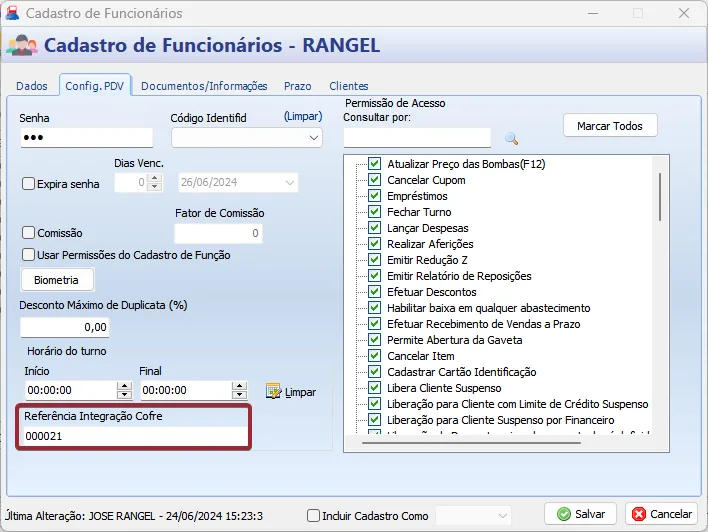 Cadastro de Funcionários
Cadastro de Funcionários - RANGEL
Dados Config. PDV Documentos/Informações Prazo Clientes
Senha
Código Identifid
(Limpar)
Expira senha
Dias Venc.
0
26/06/2024
Fator de Comissão
Comissão
0
Usar Permissões do Cadastro de Função
Biometria
Desconto Máximo de Duplicata (%)
0,00
Horário do turno
Início
Final
00:00:00
00:00:00
Limpar
Referência Integração Cofre
000021
Permissão de Acesso
Consultar por:
Marcar Todos
Atualizar Preço das Bombas(F12)
Cancelar Cupom
Empréstimos
Fechar Turno
Lançar Despesas
Realizar Aferições
Emitir Redução Z
Emitir Relatório de Reposições
Efetuar Descontos
Habilitar baixa em qualquer abastecimento
Efetuar Recebimento de Vendas a Prazo
Permite Abertura da Gaveta
Cancelar Item
Cadastrar Cartão Identificação
Libera Cliente Suspenso
Liberação para Cliente com Limite de Crédito Suspenso
Liberação para Cliente Suspenso por Financeiro
Última Alteração: JOSE RANGEL - 24/06/2024 15:23:3
Incluir Cadastro Como
Salvar
Cancelar